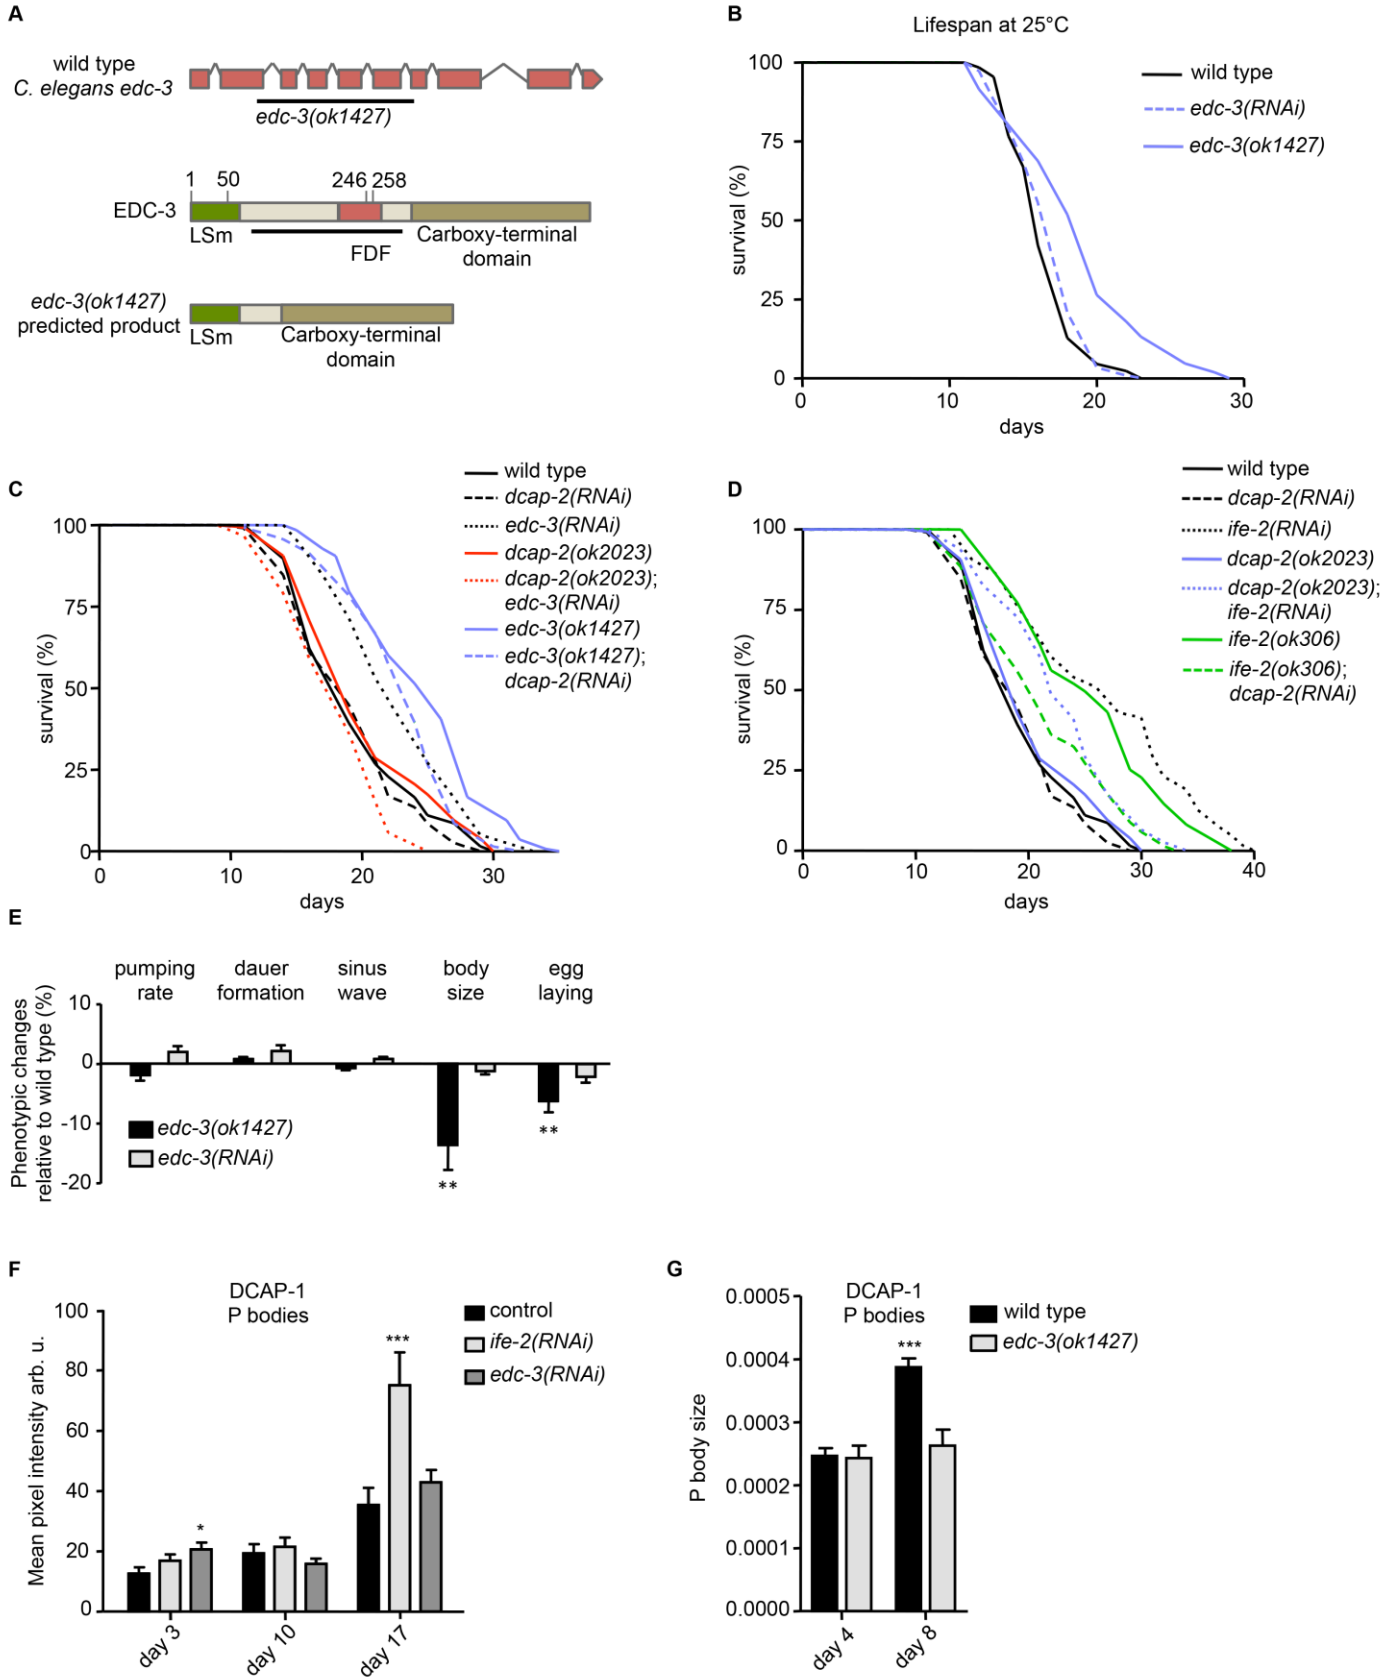 A
wild type
C. elegans edc-3
edc-3(ok1427)
1 50 246 258
EDC-3
LSm
FDF
Carboxy-terminal
domain
edc-3(ok1427)
predicted product
LSm
Carboxy-terminal
domain
B
Lifespan at 25°C
wild type
edc-3(RNAi)
edc-3(ok1427)
100
75
50
25
0
survival (%)
0 10 20 30
days
C
wild type
dcap-2(RNAi)
edc-3(RNAi)
dcap-2(ok2023)
dcap-2(ok2023);
edc-3(RNAi)
edc-3(ok1427)
edc-3(ok1427);
dcap-2(RNAi)
100
75
50
25
0
survival (%)
0 10 20 30
days
D
wild type
dcap-2(RNAi)
ife-2(RNAi)
dcap-2(ok2023)
dcap-2(ok2023);
ife-2(RNAi)
ife-2(ok306)
ife-2(ok306);
dcap-2(RNAi)
100
75
50
25
0
survival (%)
0 10 20 30 40
days
E
pumping
rate
dauer
formation
sinus
wave
body
size
egg
laying
Phenotypic changes
relative to wild type (%)
10
0
-10
-20
edc-3(ok1427)
edc-3(RNAi)
**
**
F
DCAP-1
P bodies
control
ife-2(RNAi)
edc-3(RNAi)
Mean pixel intensity arb. u.
100
80
60
40
20
0
*
***
day 3
day 10
day 17
G
DCAP-1
P bodies
wild type
edc-3(ok1427)
P body size
0.0005
0.0004
0.0003
0.0002
0.0001
0.0000
***
day 4
day 8